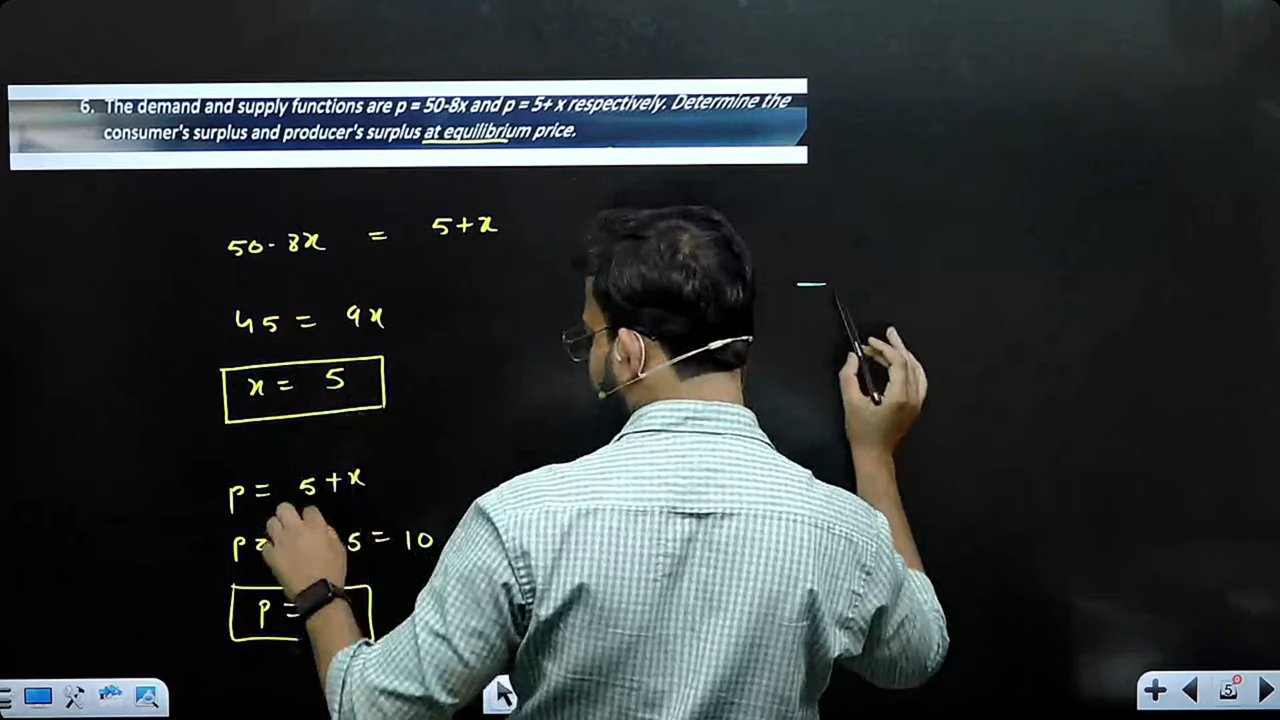 6. The demand and supply functions are p = 50-8x and p = 5+ x respectively. Determine the
consumer's surplus and producer's surplus at equilibrium price.
50-8x = 5+x
45 = 9x
x = 5
p = 5+x
p= 5 = 10
p =
5